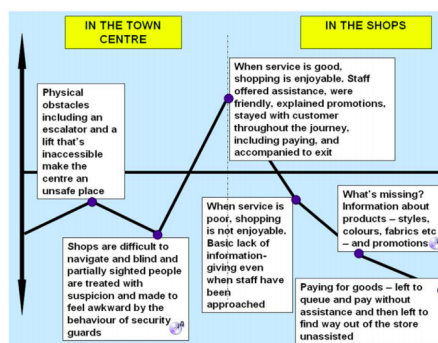 IN THE TOWN
CENTRE
IN THE SHOPS
Physical
obstacles
including an
escalator and a
lift that's
inaccessible
make the
centre an
unsafe place
When service is good,
shopping is enjoyable. Staff
offered assistance, were
friendly, explained promotions,
stayed with customer
throughout the journey,
including paying, and
accompanied to exit
Shops are difficult to
navigate and blind and
partially sighted people
are treated with
suspicion and made to
feel awkward by the
behaviour of security
guards
When service is
poor, shopping
is not enjoyable.
Basic lack of
information-
giving even
when staff have
been
approached
What's missing?
Information about
products – styles,
colours, fabrics etc
– and promotions
Paying for goods – left to
queue and pay without
assistance and then left to
find way out of the store
unassisted